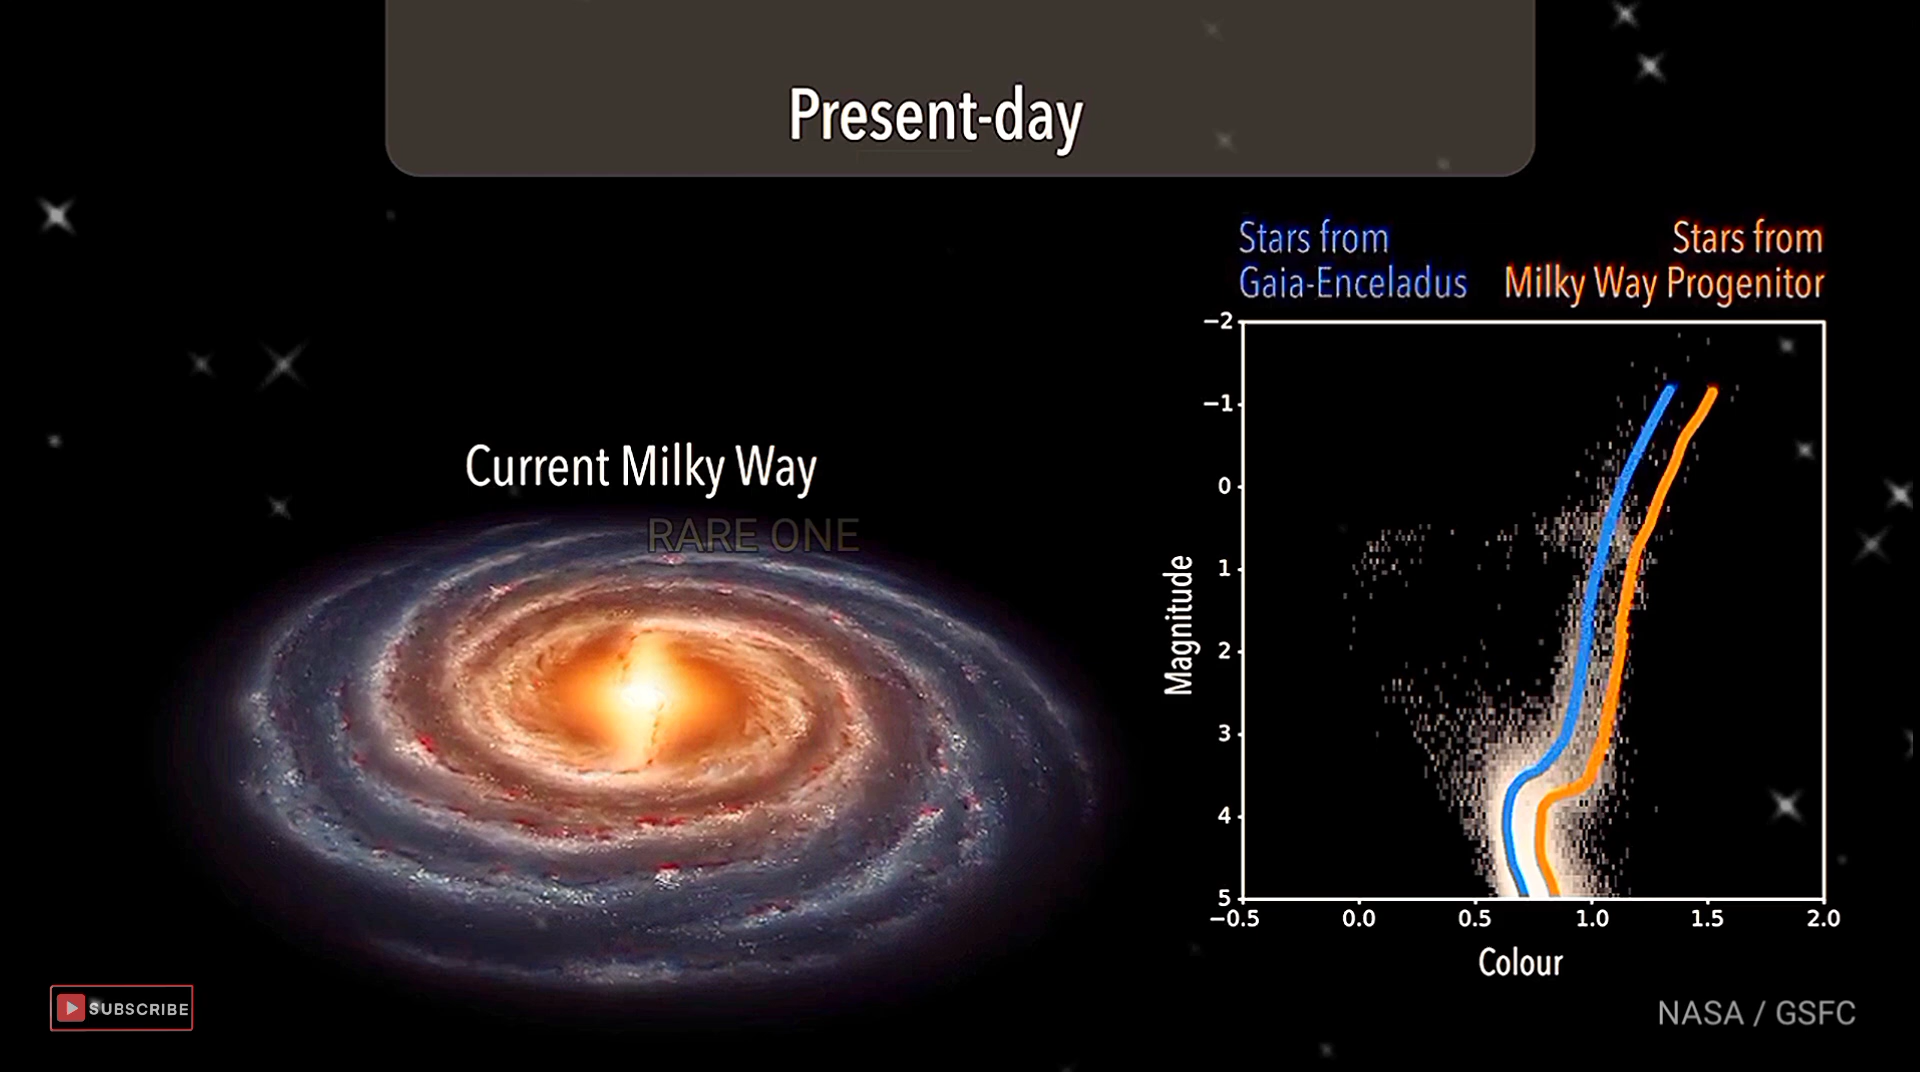 Present-day
Stars from
Gaia-Enceladus
Stars from
Milky Way Progenitor
Current Milky Way
RARE ONE
−2
−1
0
1
2
3
4
5
Magnitude
−0.5 0.0 0.5 1.0 1.5 2.0
Colour
SUBSCRIBE
NASA / GSFC